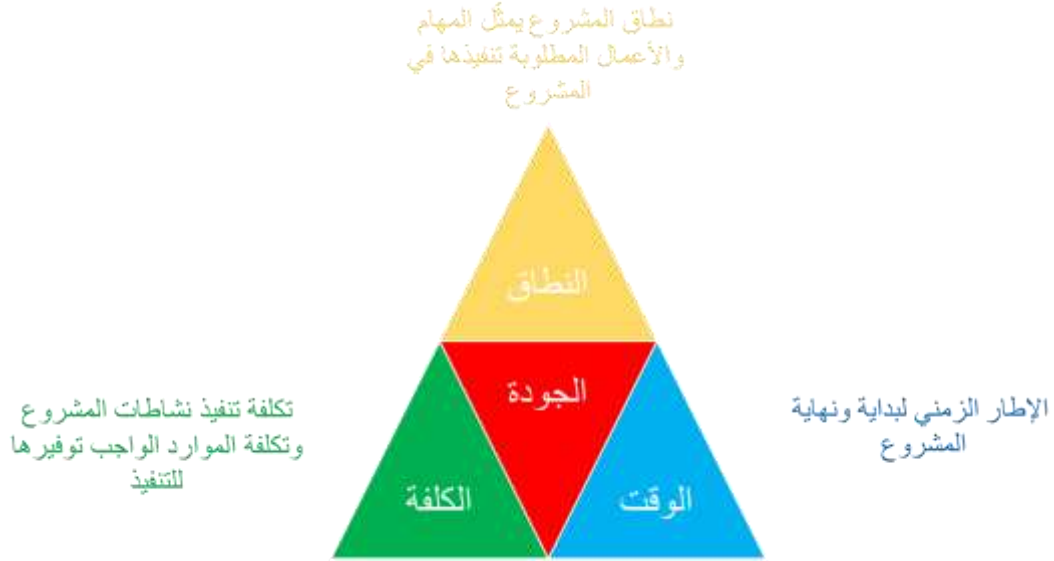 نطاق المشروع يمثّل المهام
والأعمال المطلوبة تنفيذها في
المشروع
النطاق
الجودة
الإطار الزمني لبداية ونهاية
المشروع
تكلفة تنفيذ نشاطات المشروع
وتكلفة الموارد الواجب توفيرها
للتنفيذ
الوقت
الكلفة